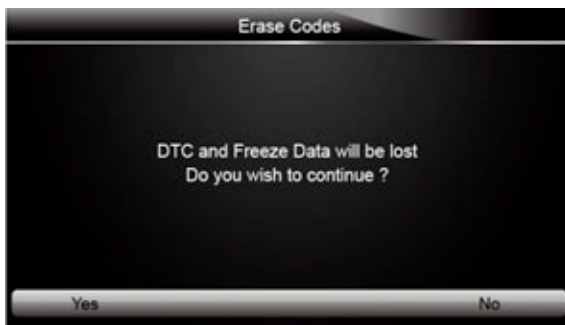 Erase Codes
DTC and Freeze Data will be lost
Do you wish to continue ?
Yes
No